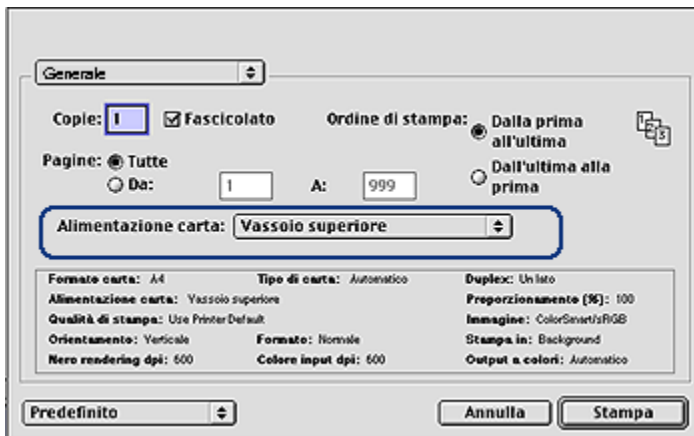 Generale
Copie: 1 Fascicolato Ordine di stampa: Dalla prima
all'ultima
Pagine: Tutte Dall'ultima alla
prima
Da: 1 A: 999
Alimentazione carta: Vassoio superiore
Formato carta: A4 Tipo di carta: Automatico Duplex: Un lato
Alimentazione carta: Vassoio superiore Proporzionamento (%): 100
Qualità di stampa: Use Printer Default Immagine: ColorSmart/sRGB
Orientamento: Verticale Formato: Normale Stampa in: Background
Nero rendering dpi: 600 Colore input dpi: 600 Output a colori: Automatico
Predefinito Annulla Stampa